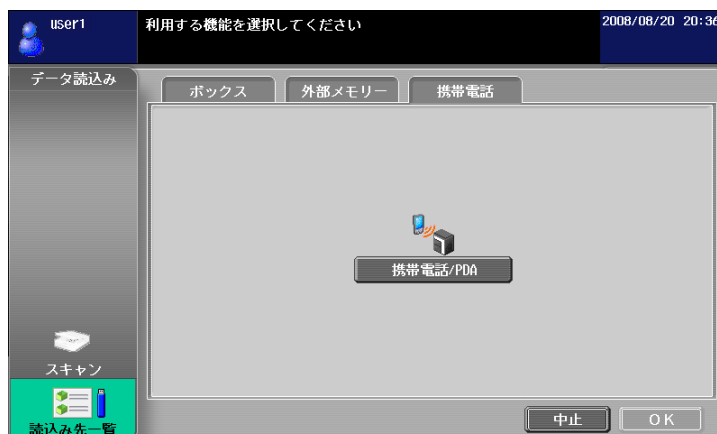 user1
利用する機能を選択してください
2008/08/20 20:36
データ読込み
ボックス
外部メモリー
携帯電話
携帯電話/PDA
スキャン
読込み先一覧
中止
OK